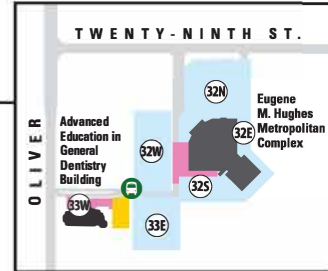 TWENTY-NINTH ST.
OLIVER
32N
Eugene
M. Hughes
Metropolitan
Complex
32E
Advanced
Education in
General
Dentistry
Building
32W
32S
33W
33E